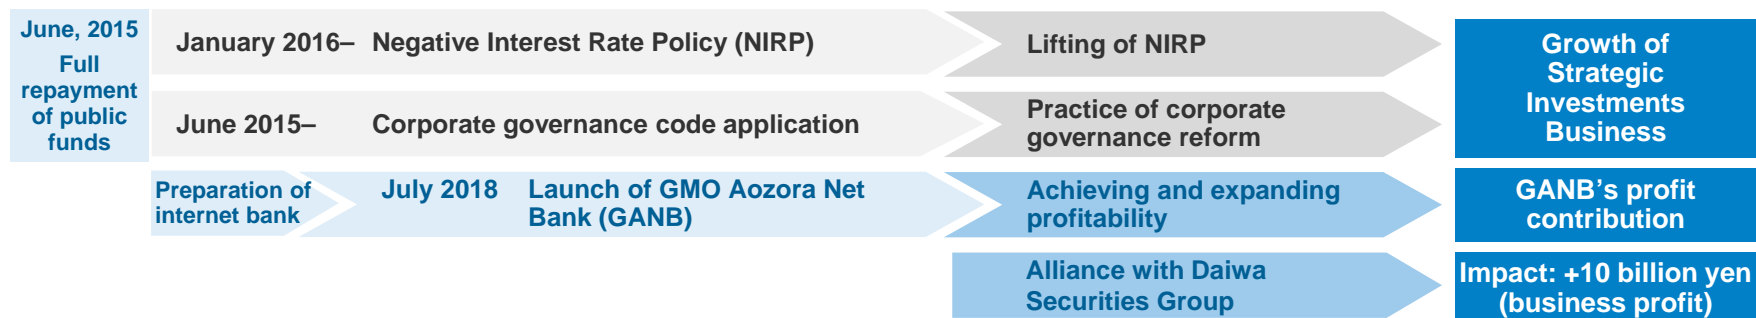 June, 2015
Full
repayment
of public
funds
January 2016– Negative Interest Rate Policy (NIRP)
Lifting of NIRP
June 2015– Corporate governance code application
Practice of corporate
governance reform
Growth of
Strategic
Investments
Business
Preparation of
internet bank
July 2018 Launch of GMO Aozora Net
Bank (GANB)
Achieving and expanding
profitability
GANB's profit
contribution
Alliance with Daiwa
Securities Group
Impact: +10 billion yen
(business profit)